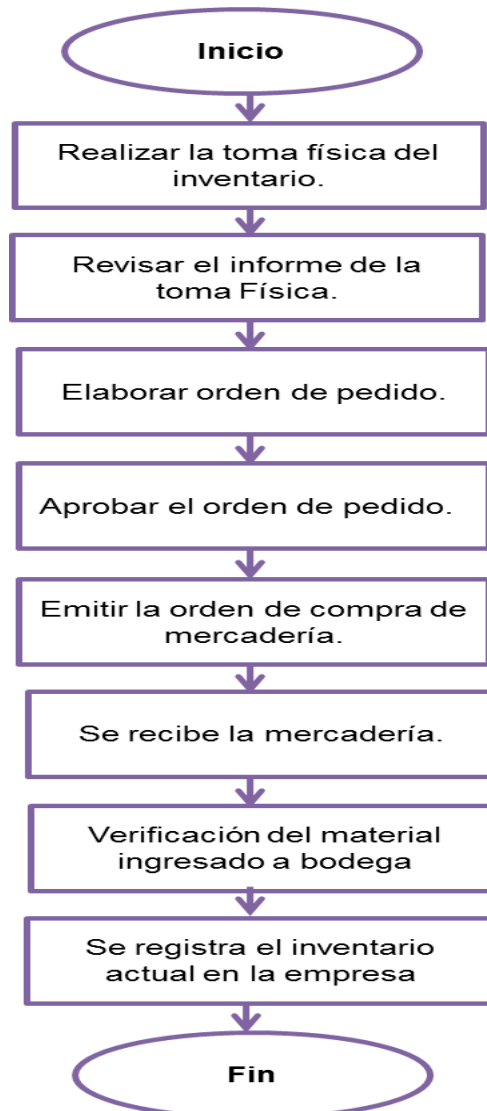 Inicio
Realizar la toma física del
inventario.
Revisar el informe de la
toma Física.
Elaborar orden de pedido.
Aprobar el orden de pedido.
Emitir la orden de compra de
mercadería.
Se recibe la mercadería.
Verificación del material
ingresado a bodega
Se registra el inventario
actual en la empresa
Fin